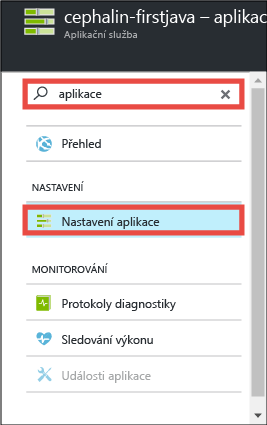 cephalin-firstjava – aplikac
Aplikační služba
aplikace
Přehled
NASTAVENÍ
Nastavení aplikace
MONITOROVÁNÍ
Protokoly diagnostiky
Sledování výkonu
Události aplikace